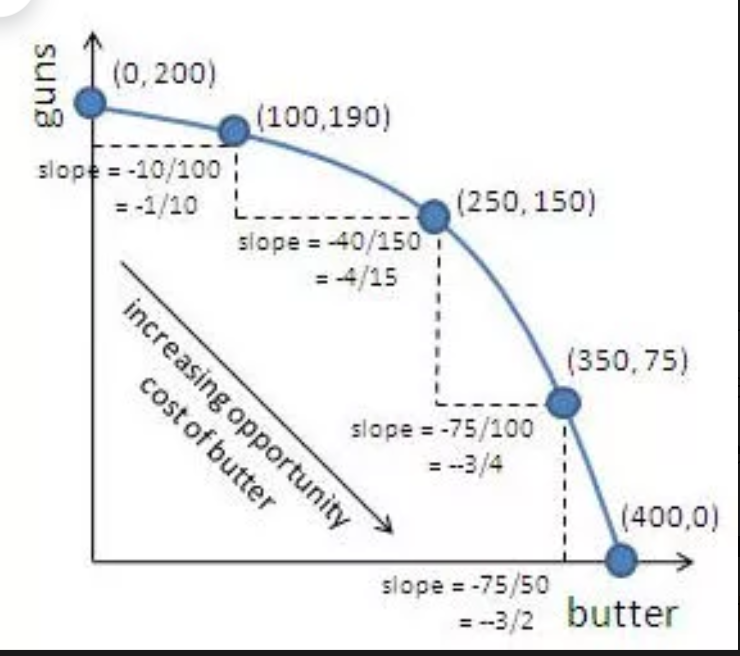 guns
(0,200)
(100,190)
slope = -10/100
= -1/10
(250,150)
slope = -40/150
= -4/15
increasing opportunity
cost of butter
(350,75)
slope = -75/100
= --3/4
(400,0)
slope = -75/50
= --3/2
butter